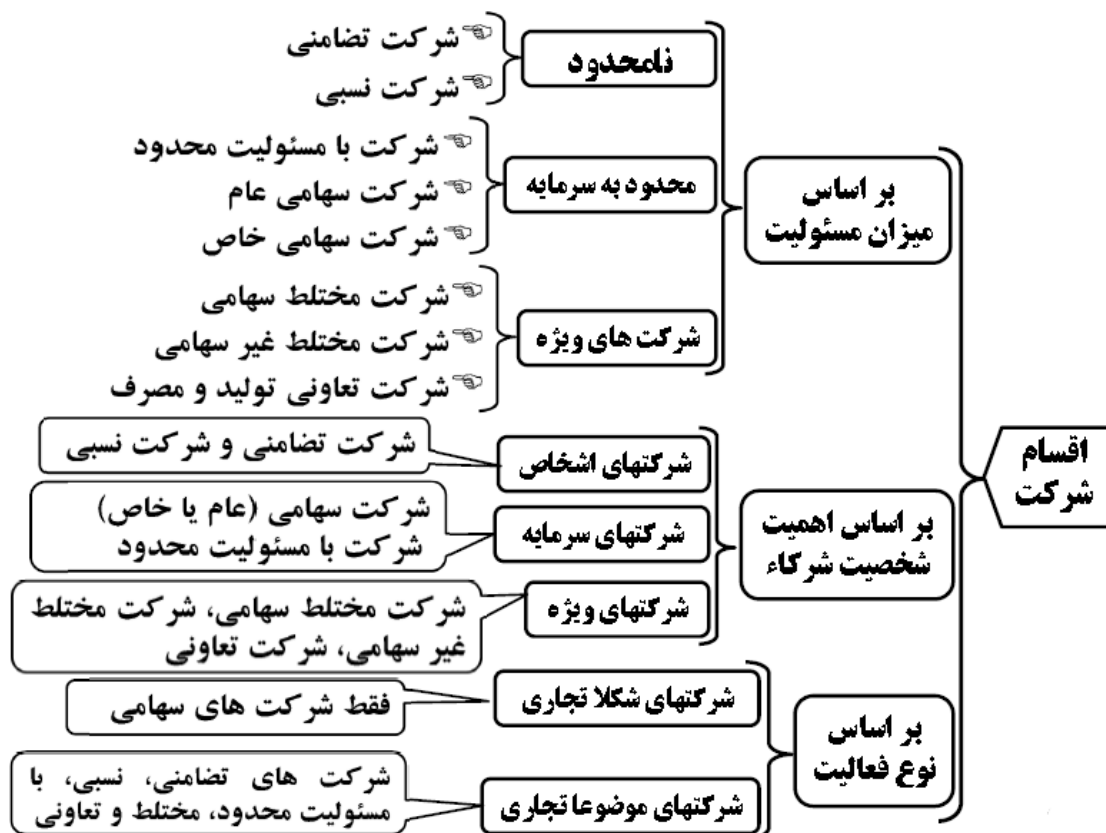 اقسام
شرکت
بر اساس
میزان مسئولیت
نامحدود
شرکت تضامنی
شرکت نسبی
محدود به سرمایه
شرکت با مسئولیت محدود
شرکت سهامی عام
شرکت سهامی خاص
شرکت های ویژه
شرکت مختلط سهامی
شرکت مختلط غیر سهامی
شرکت تعاونی تولید و مصرف
بر اساس اهمیت
شخصیت شرکاء
شرکتهای اشخاص
شرکت تضامنی و شرکت نسبی
شرکتهای سرمایه
شرکت سهامی (عام یا خاص)
شرکت با مسئولیت محدود
شرکتهای ویژه
شرکت مختلط سهامی، شرکت مختلط
غیر سهامی، شرکت تعاونی
بر اساس
نوع فعالیت
شرکتهای شکلا تجاری
فقط شرکت های سهامی
شرکتهای موضوعا تجاری
شرکت های تضامنی، نسبی، با
مسئولیت محدود، مختلط و تعاونی